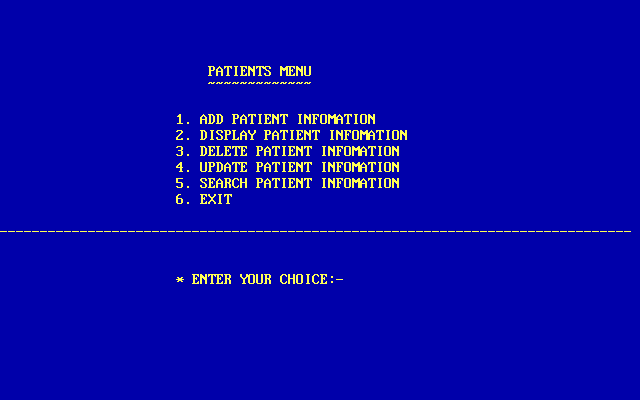 PATIENTS MENU
~~~~~~~~~~~~~
1. ADD PATIENT INFOMATION
2. DISPLAY PATIENT INFOMATION
3. DELETE PATIENT INFOMATION
4. UPDATE PATIENT INFOMATION
5. SEARCH PATIENT INFOMATION
6. EXIT
* ENTER YOUR CHOICE:-